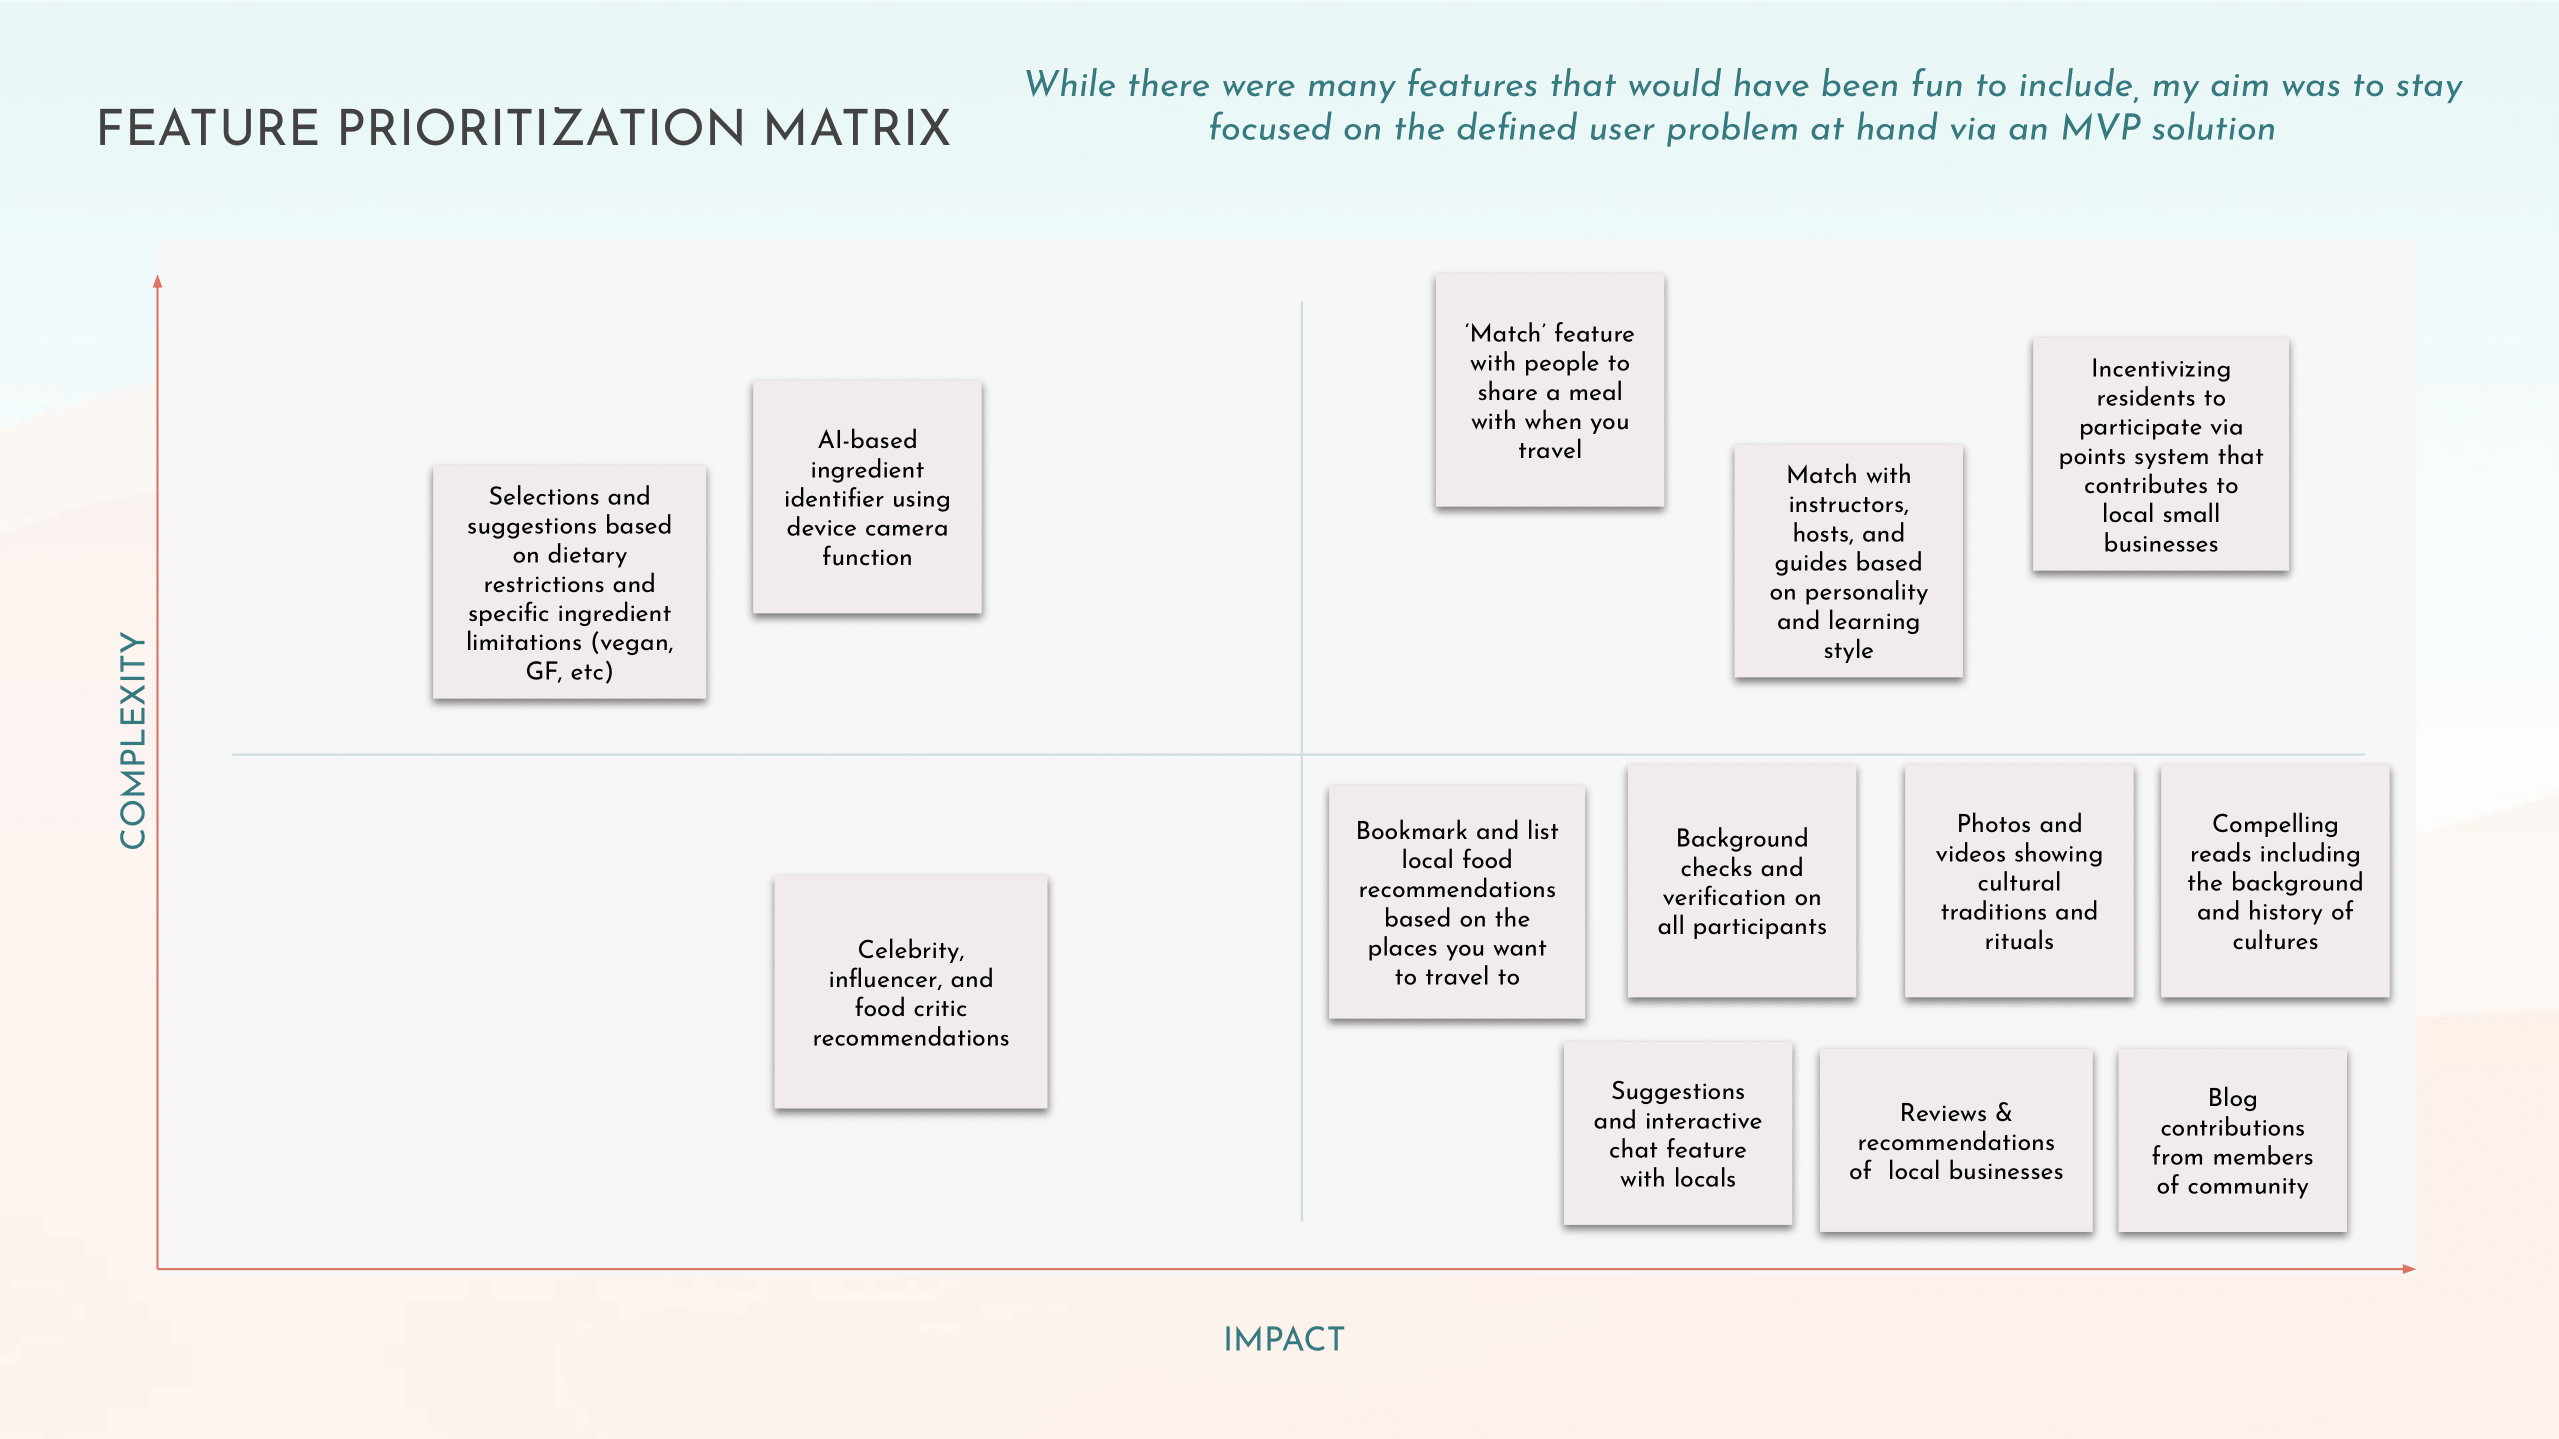 FEATURE PRIORITIZATION MATRIX
While there were many features that would have been fun to include, my aim was to stay
focused on the defined user problem at hand via an MVP solution
COMPLEXITY
Selections and
suggestions based
on dietary
restrictions and
specific ingredient
limitations (vegan,
GF, etc)
AI-based
ingredient
identifier using
device camera
function
‘Match’ feature
with people to
share a meal
with when you
travel
Match with
instructors,
hosts, and
guides based
on personality
and learning
style
Incentivizing
residents to
participate via
points system that
contributes to
local small
businesses
Celebrity,
influencer, and
food critic
recommendations
Bookmark and list
local food
recommendations
based on the
places you want
to travel to
Background
checks and
verification on
all participants
Photos and
videos showing
cultural
traditions and
rituals
Compelling
reads including
the background
and history of
cultures
Suggestions
and interactive
chat feature
with locals
Reviews &
recommendations
of  local businesses
Blog
contributions
from members
of community
IMPACT